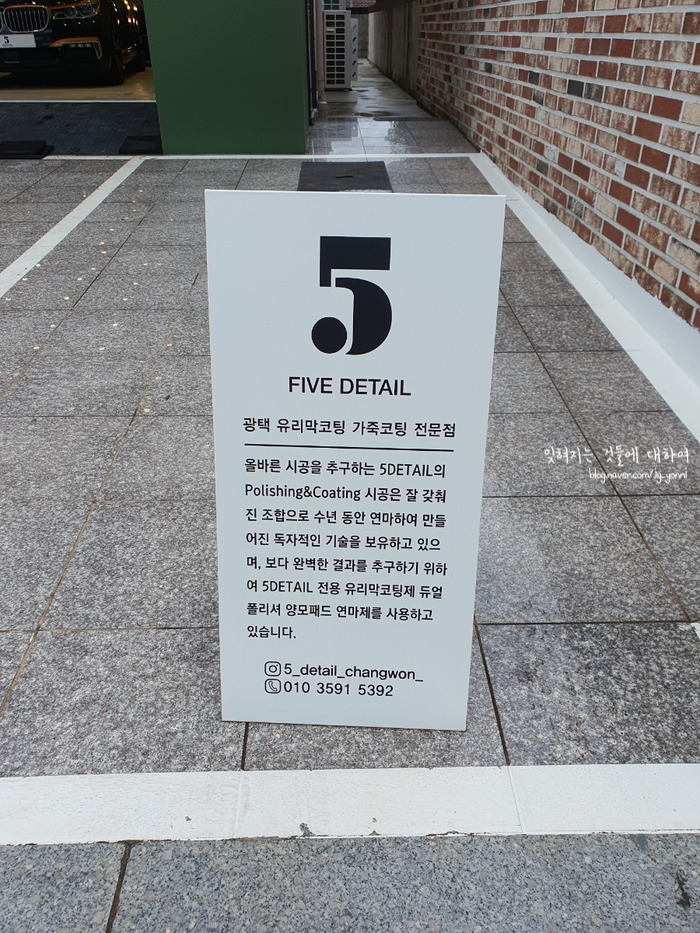 5
FIVE DETAIL
광택 유리막코팅 가죽코팅 전문점
올바른 시공을 추구하는 5DETAIL의
Polishing&Coating 시공은 잘 갖춰
진 조합으로 수년 동안 연마하여 만들
어진 독자적인 기술을 보유하고 있으
며, 보다 완벽한 결과를 추구하기 위하
여 5DETAIL 전용 유리막코팅제 듀얼
폴리셔 양모패드 연마제를 사용하고
있습니다.
5_detail_changwon_
010 3591 5392
잊혀지는 것들에 대하여